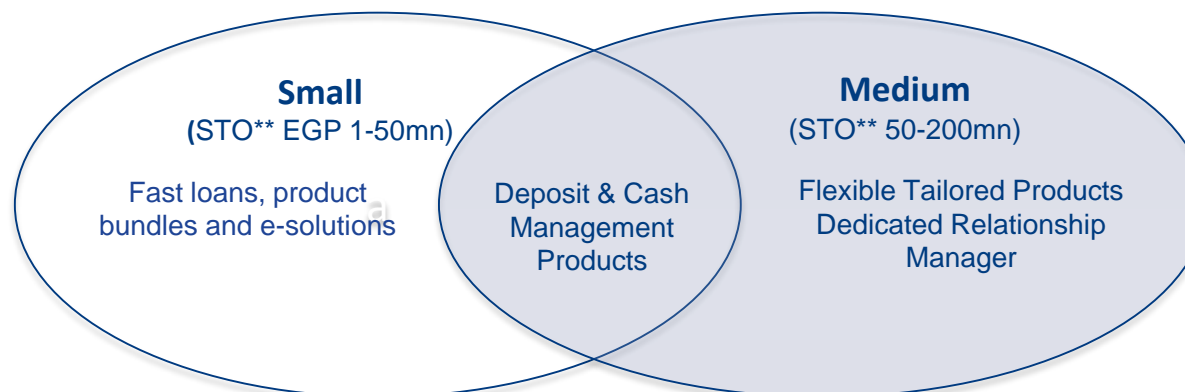 Small
(STO** EGP 1-50mn)
Fast loans, product
bundles and e-solutions
a
Deposit & Cash
Management
Products
Medium
(STO** 50-200mn)
Flexible Tailored Products
Dedicated Relationship
Manager